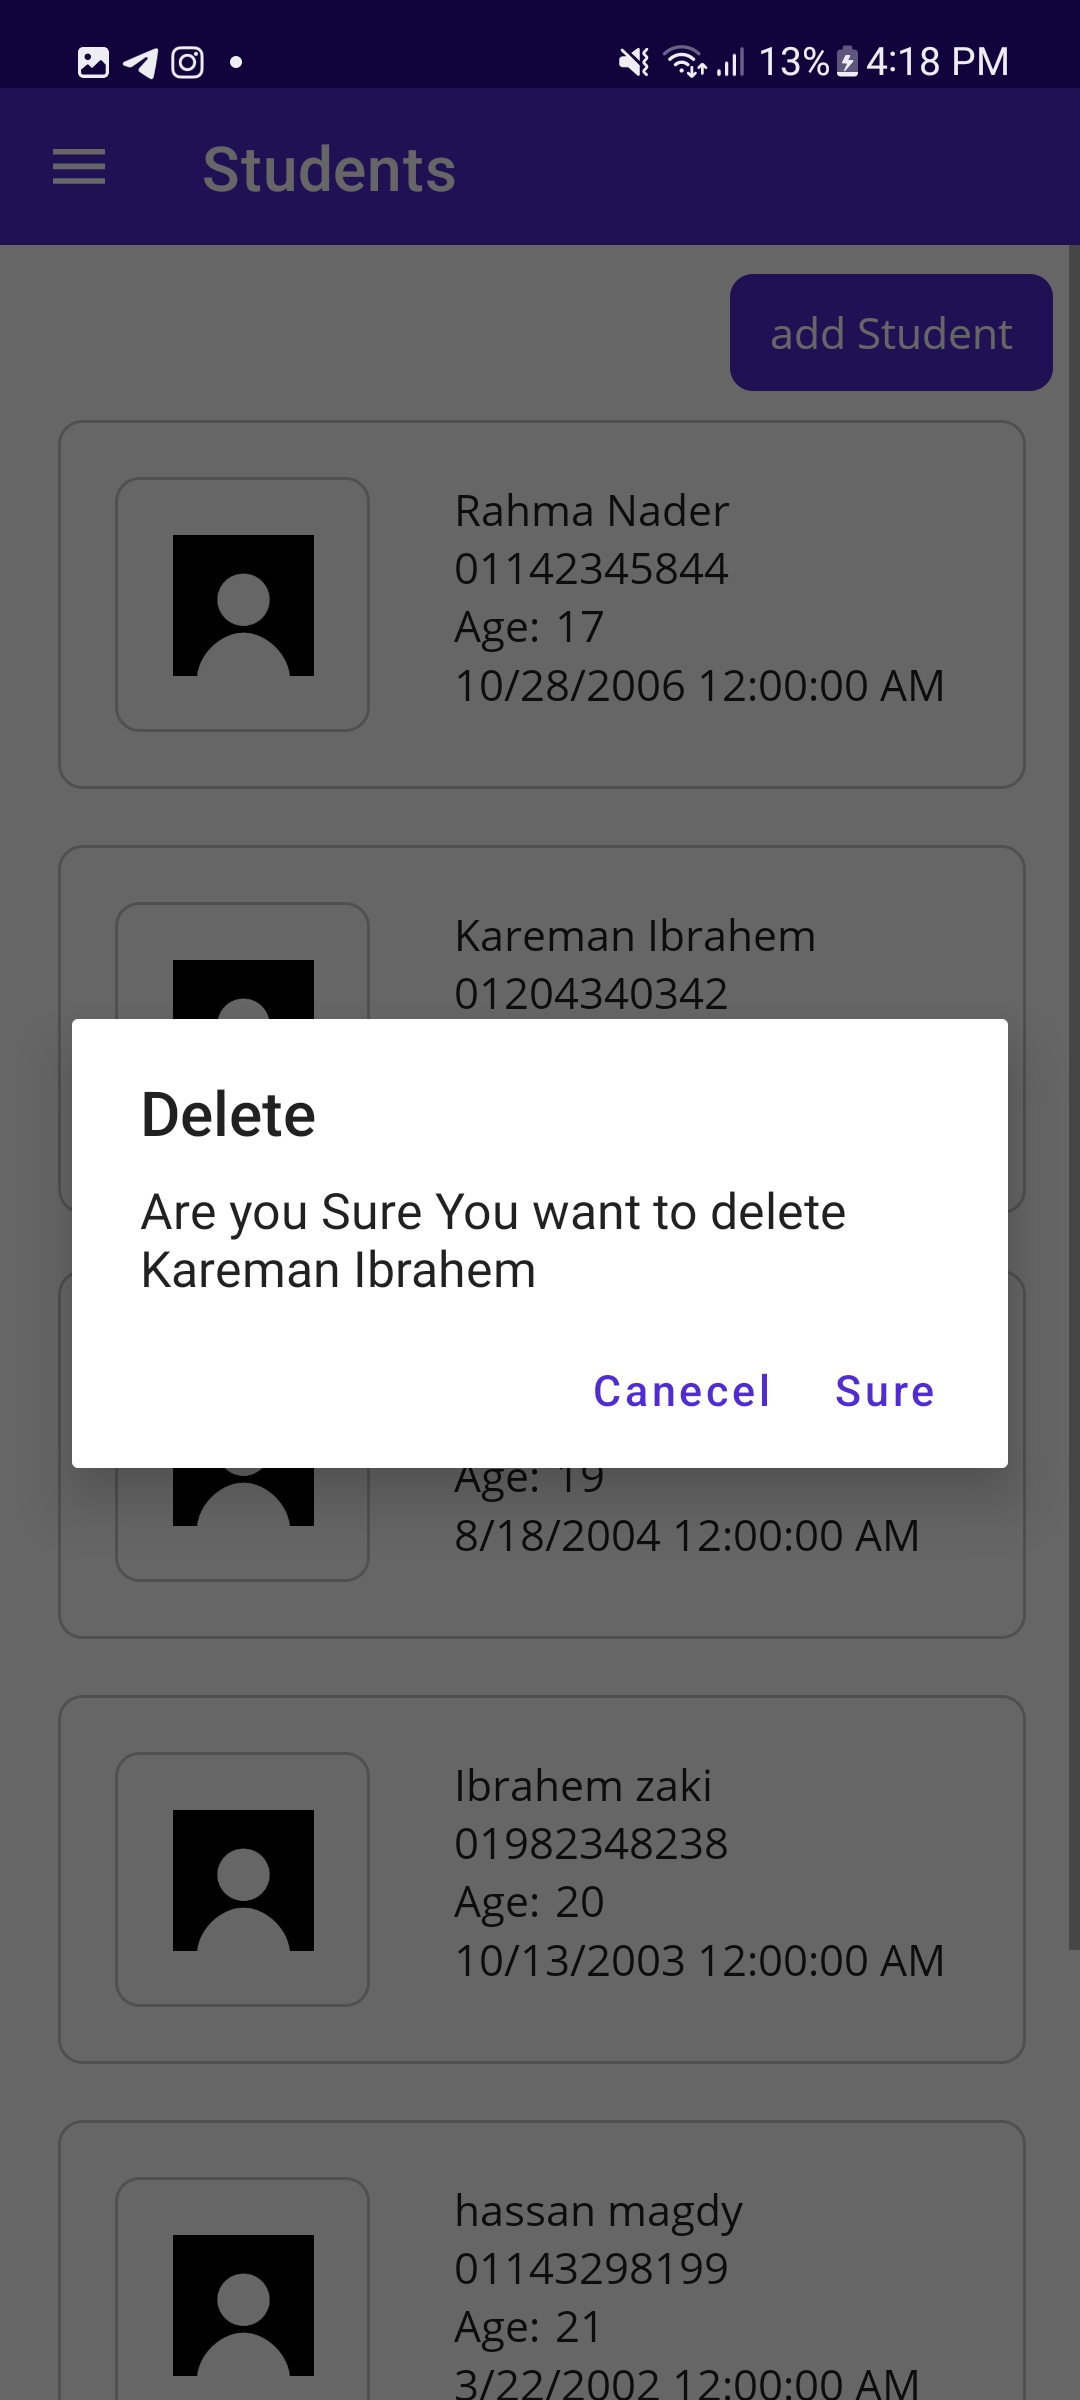 13% 4:18 PM
Students
add Student
Rahma Nader
01142345844
Age: 17
10/28/2006 12:00:00 AM
Kareman Ibrahem
01204340342
Delete
Are you Sure You want to delete
Kareman Ibrahem
Canecel Sure
Age: 19
8/18/2004 12:00:00 AM
Ibrahem zaki
01982348238
Age: 20
10/13/2003 12:00:00 AM
hassan magdy
01143298199
Age: 21
3/22/2002 12:00:00 AM